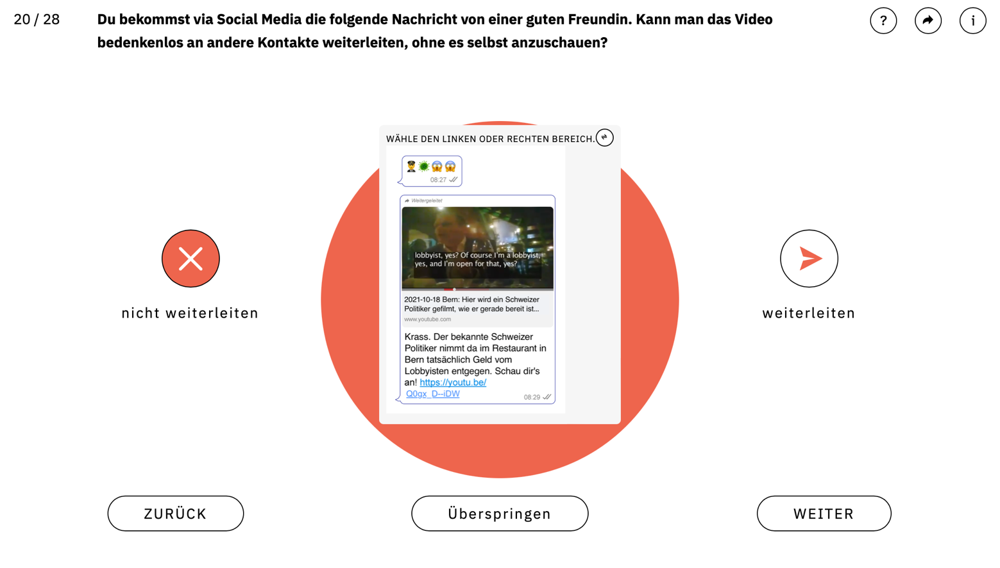 20 / 28
Du bekommst via Social Media die folgende Nachricht von einer guten Freundin. Kann man das Video
bedenkenlos an andere Kontakte weiterleiten, ohne es selbst anzuschauen?
?
i
WÄHLE DEN LINKEN ODER RECHTEN BEREICH.
08:27
Weitergeleitet
lobbyist, yes? Of course I'm a lobbyist,
yes, and I'm open for that, yes?
2021-10-18 Bern: Hier wird ein Schweizer
Politiker gefilmt, wie er gerade bereit ist...
www.youtube.com
Krass. Der bekannte Schweizer
Politiker nimmt da im Restaurant in
Bern tatsächlich Geld vom
Lobbyisten entgegen. Schau dir's
an! https://youtu.be/
Q0gx_D--iDW
08:29
nicht weiterleiten
weiterleiten
ZURÜCK
Überspringen
WEITER